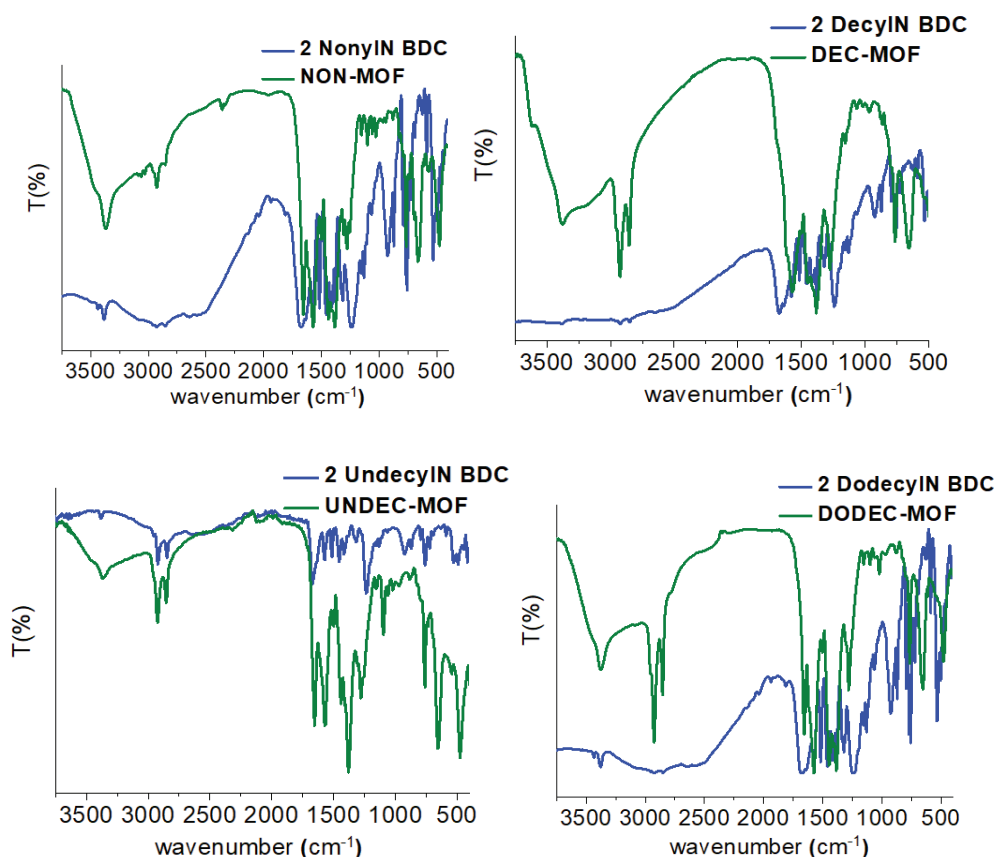 2 NonylN BDC
NON-MOF
T(%)
3500 3000 2500 2000 1500 1000 500
wavenumber (cm⁻¹)
2 DecylN BDC
DEC-MOF
T(%)
3500 3000 2500 2000 1500 1000 500
wavenumber (cm⁻¹)
2 UndecylN BDC
UNDEC-MOF
T(%)
3500 3000 2500 2000 1500 1000 500
wavenumber (cm⁻¹)
2 DodecylN BDC
DODEC-MOF
T(%)
3500 3000 2500 2000 1500 1000 500
wavenumber (cm⁻¹)